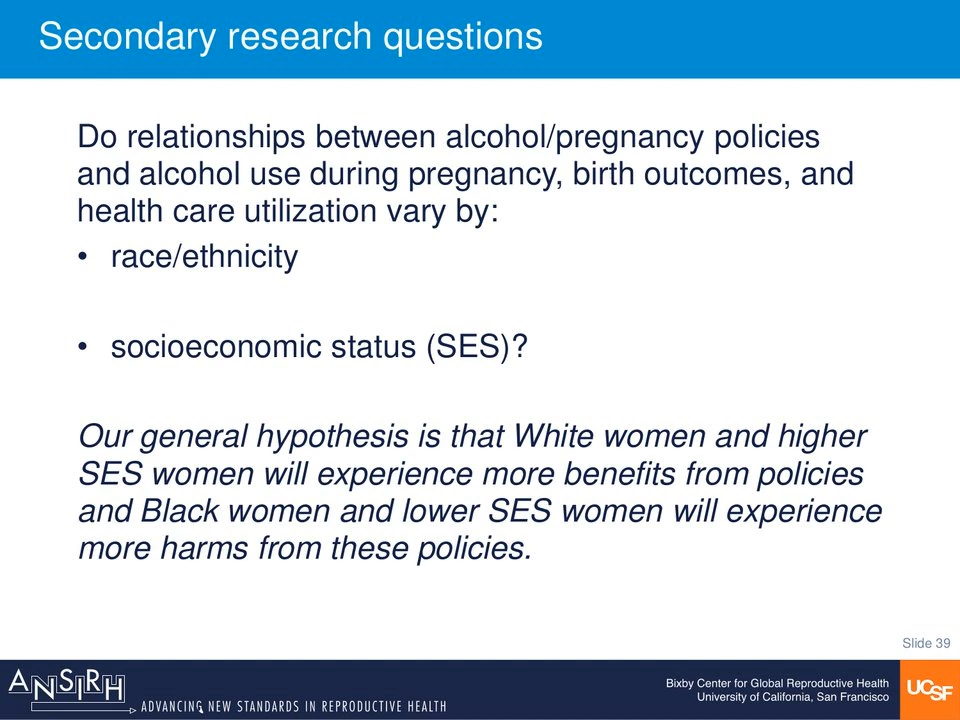 Secondary research questions
Do relationships between alcohol/pregnancy policies
and alcohol use during pregnancy, birth outcomes, and
health care utilization vary by:
• race/ethnicity
• socioeconomic status (SES)?
Our general hypothesis is that White women and higher
SES women will experience more benefits from policies
and Black women and lower SES women will experience
more harms from these policies.
Slide 39
ANSIRH
ADVANCING NEW STANDARDS IN REPRODUCTIVE HEALTH
Bixby Center for Global Reproductive Health
University of California, San Francisco
UCSF